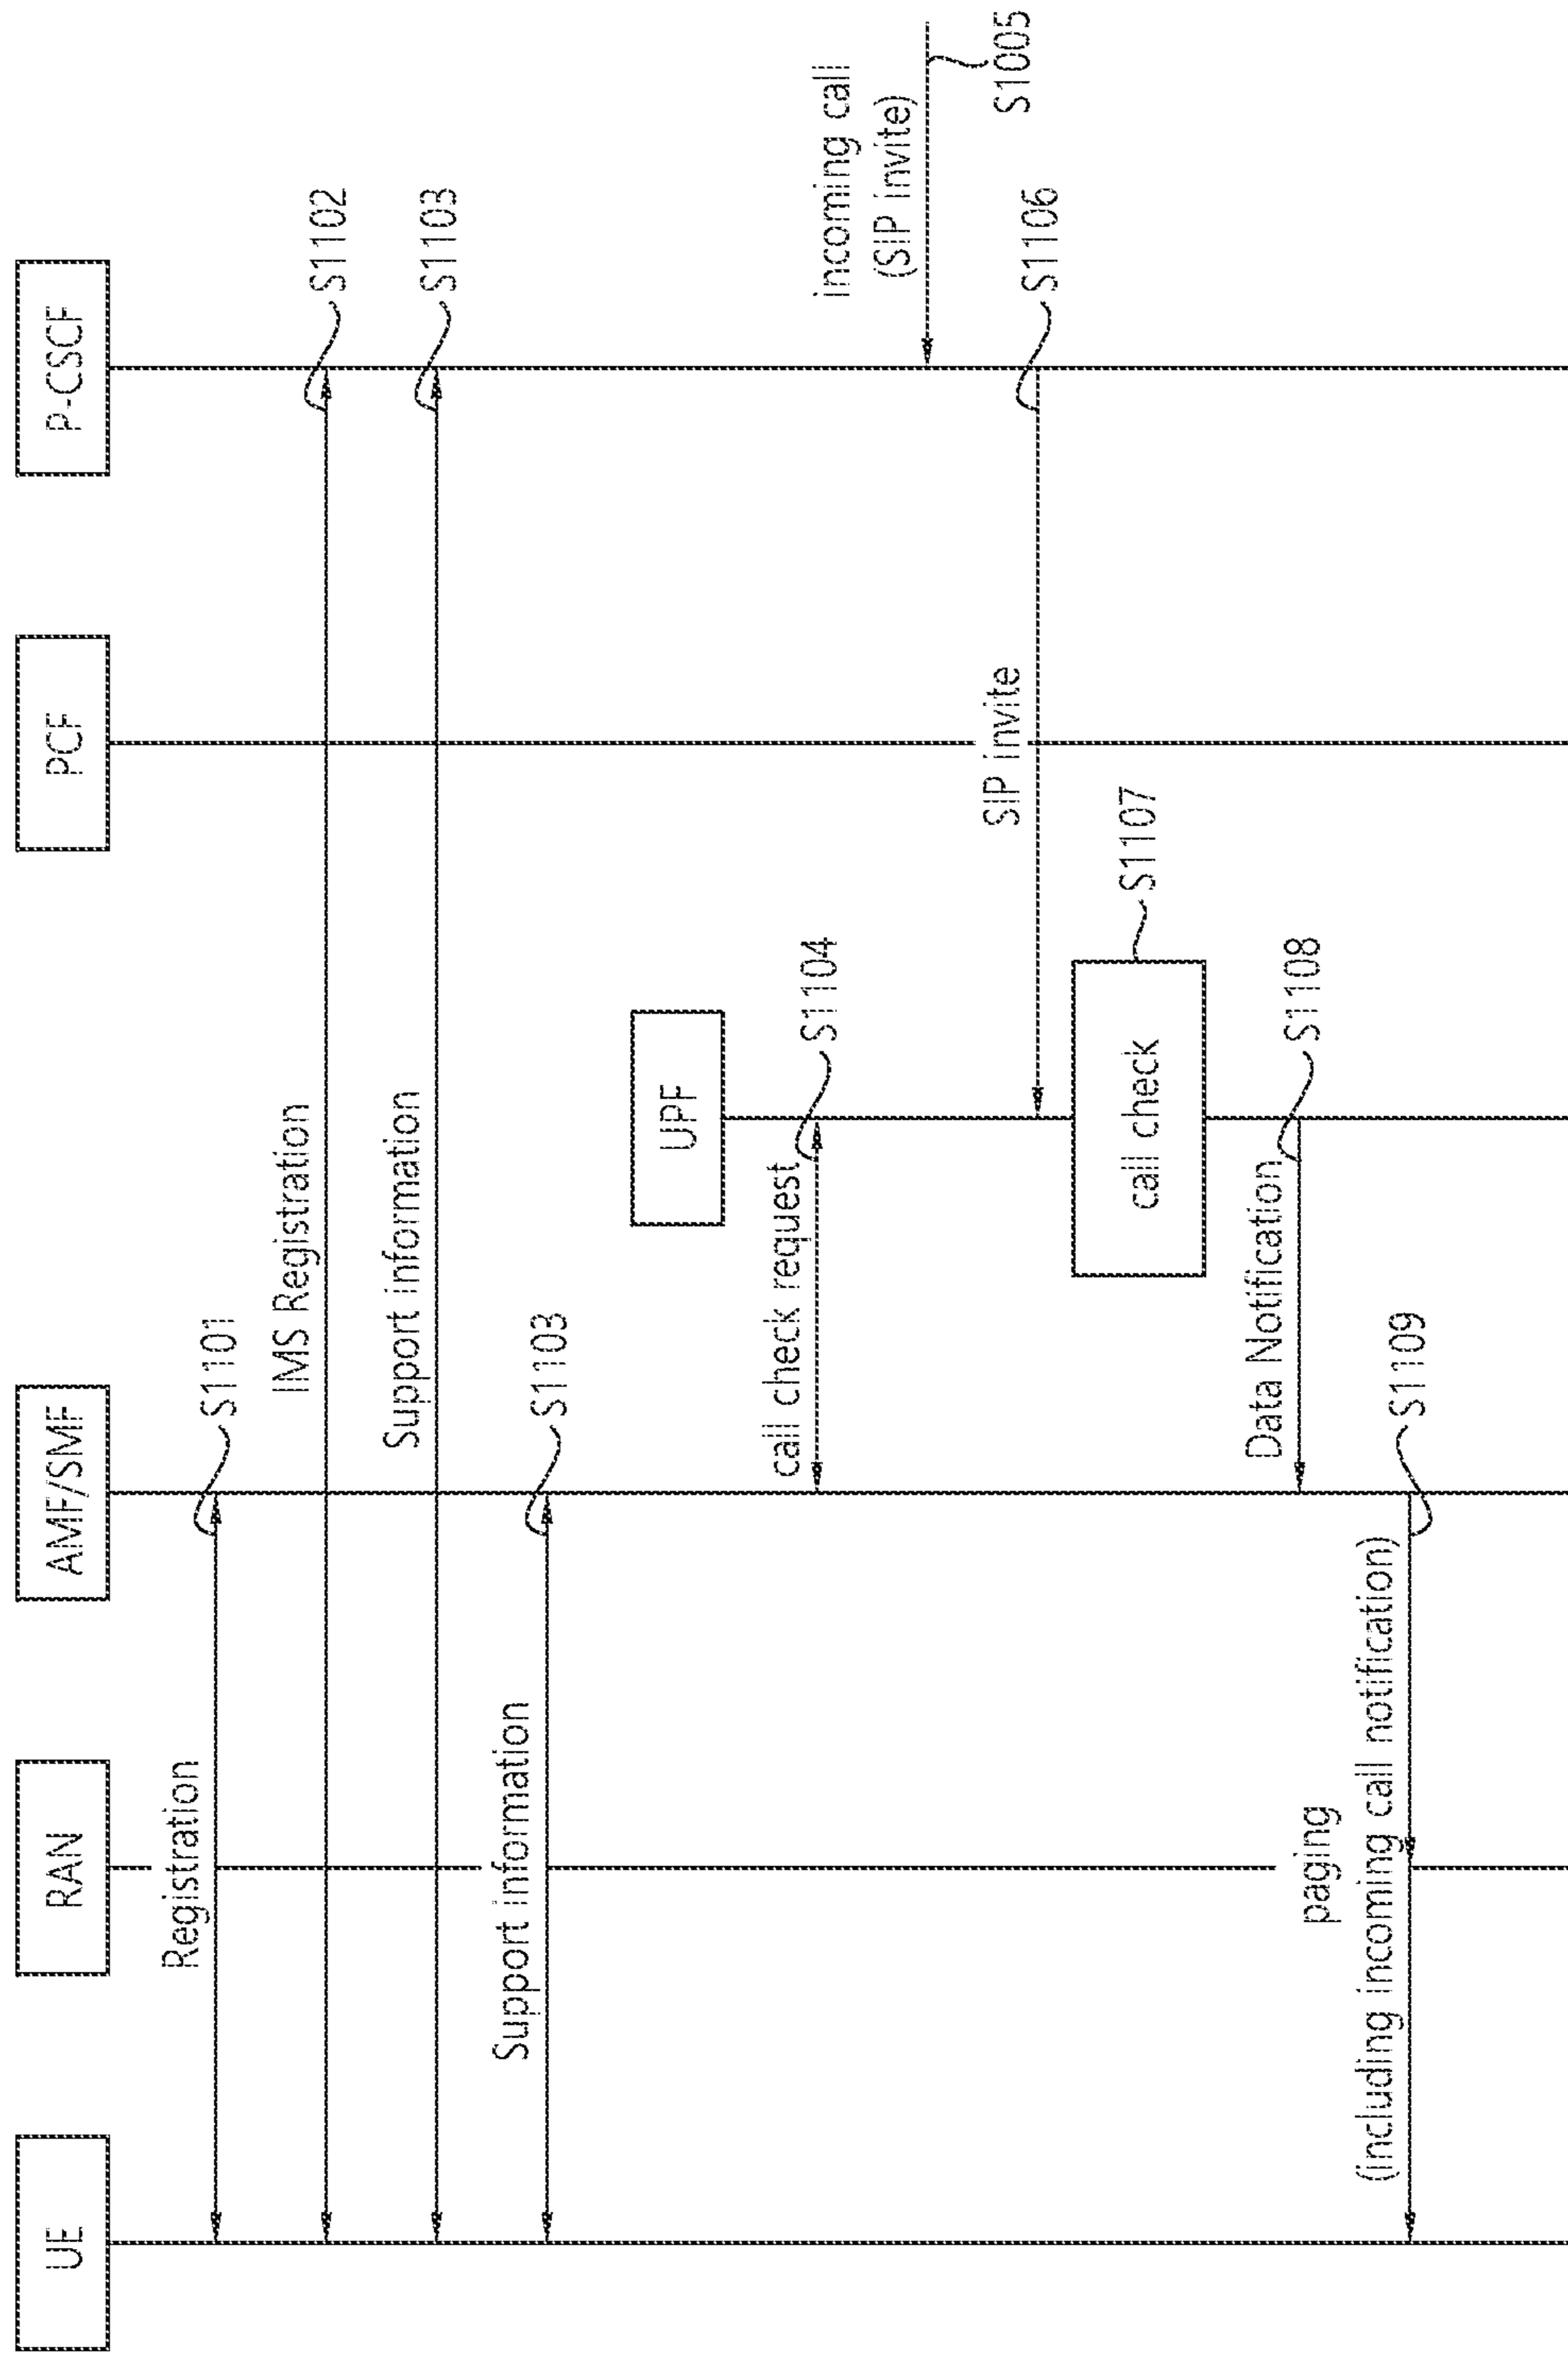 UE
RAN
AMF/SMF
PCF
P-CSCF
Registration
S1101
IMS Registration
S1102
Support information
S1103
Support information
S1103
UPF
call check request
S1104
incoming call
(SIP invite)
S1005
SIP invite
S1106
call check
S1107
Data Notification
S1108
paging
(including incoming call notification)
S1109